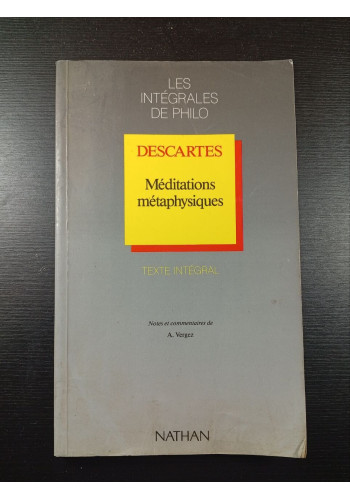 LES
INTÉGRALES
DE PHILO
DESCARTES
Méditations
métaphysiques
TEXTE INTÉGRAL
Notes et commentaires de
A. Vergez
NATHAN